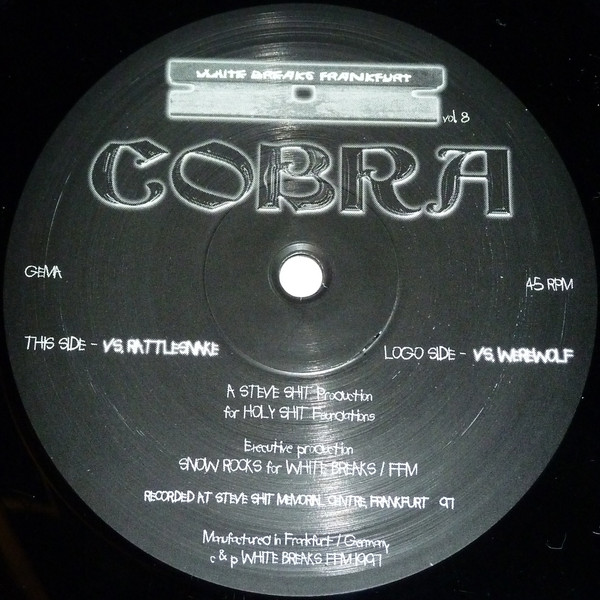 WHITE BREAKS FRANKFURT
vol. 8
COBRA
GEMA
45 RPM
THIS SIDE - VS. RATTLESNAKE
LOGO SIDE - VS. WEREWOLF
A STEVE SHIT Production
for HOLY SHIT Foundations
Executive production
SNOW ROCKS for WHITE BREAKS / FFM
RECORDED AT STEVE SHIT MEMORIAL CENTRE, FRANKFURT 97
Manufactured in Frankfurt / Germany
c & p WHITE BREAKS FFM 1997